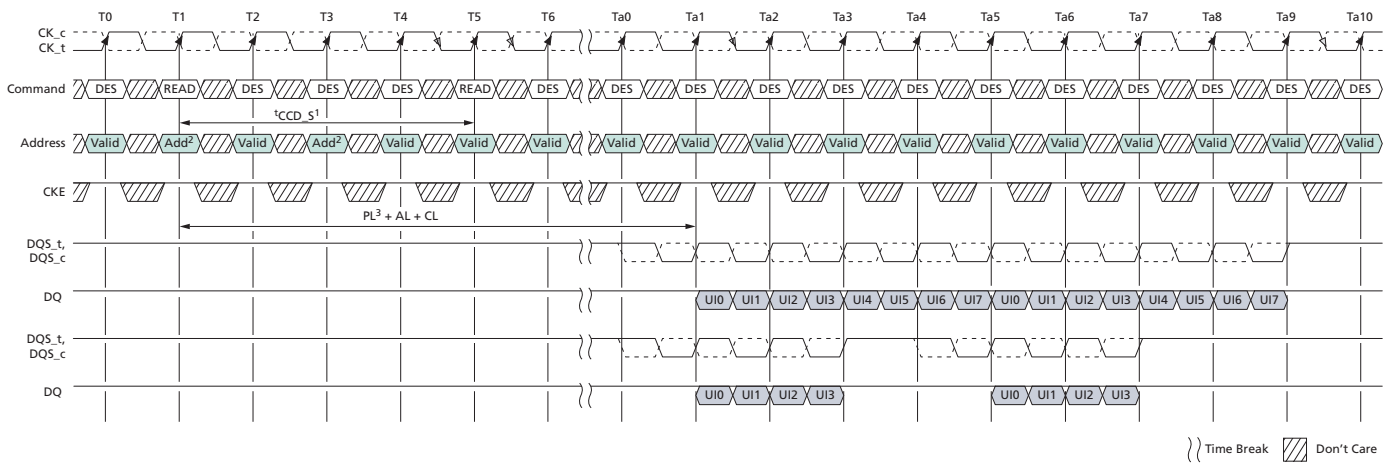 T0 T1 T2 T3 T4 T5 T6 Ta0 Ta1 Ta2 Ta3 Ta4 Ta5 Ta6 Ta7 Ta8 Ta9 Ta10
CK_c
CK_t
Command DES READ DES DES DES READ DES DES DES DES DES DES DES DES DES DES DES DES
tCCD_S1
Address Valid Add2 Valid Add2 Valid Valid Valid Valid Valid Valid Valid Valid Valid Valid Valid Valid Valid Valid
CKE
PL3 + AL + CL
DQS_t,
DQS_c
DQ UI0 UI1 UI2 UI3 UI4 UI5 UI6 UI7 UI0 UI1 UI2 UI3 UI4 UI5 UI6 UI7
DQS_t,
DQS_c
DQ UI0 UI1 UI2 UI3 UI0 UI1 UI2 UI3
Time Break Don't Care